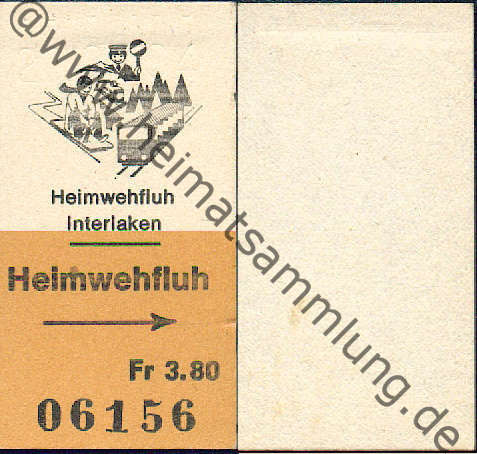 Heimwehfluh
Interlaken
Heimwehfluh
Fr 3.80
06156
@www.heimatsammlung.de